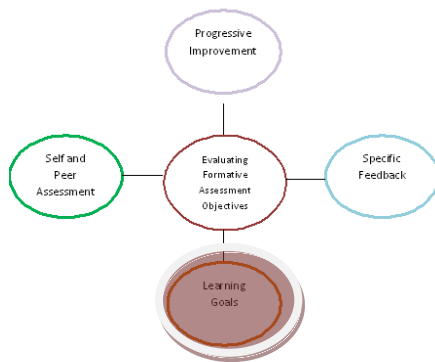 Progressive
Improvement
Self and
Peer
Assessment
Evaluating
Formative
Assessment
Objectives
Specific
Feedback
Learning
Goals